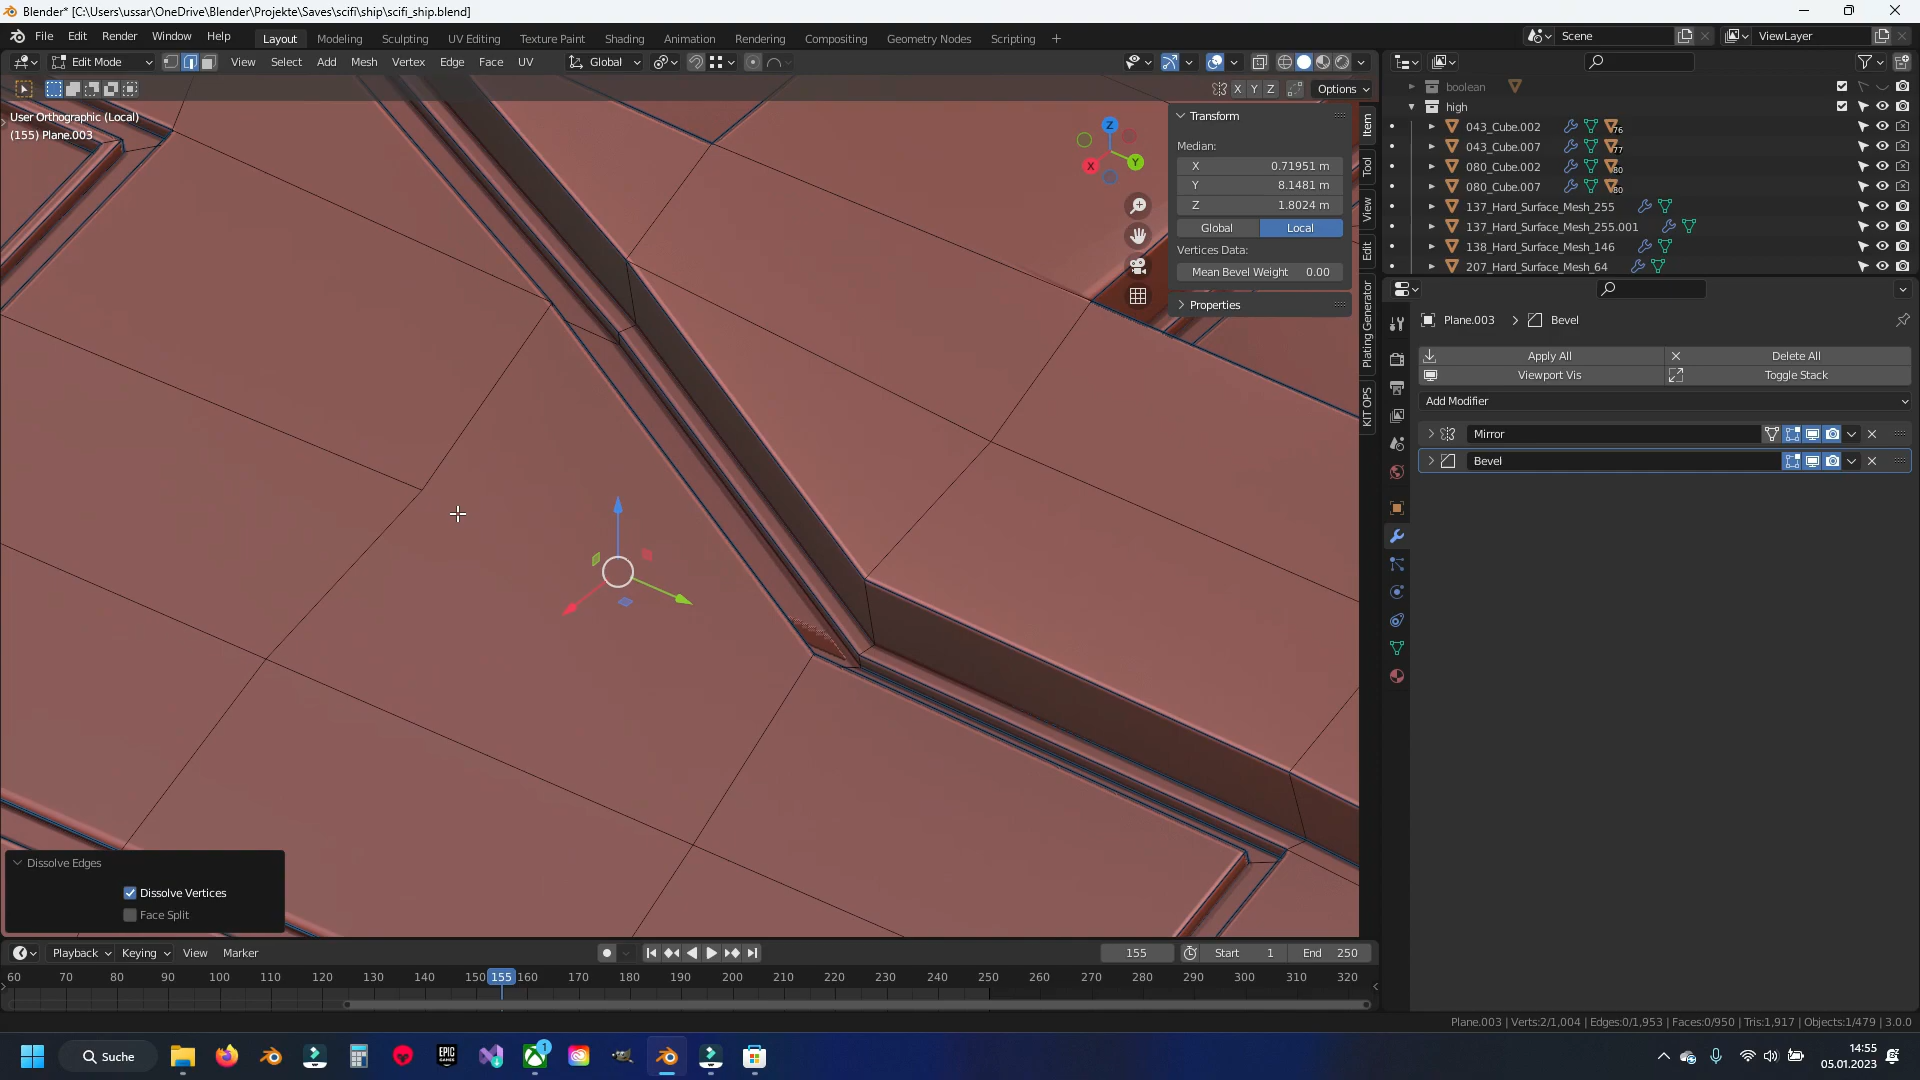 Blender* [C:\Users\ussar\OneDrive\Blender\Projekte\Saves\scifi\ship\scifi_ship.blend]
File Edit Render Window Help
Layout Modeling Sculpting UV Editing Texture Paint Shading Animation Rendering Compositing Geometry Nodes Scripting +
Scene
ViewLayer
Edit Mode View Select Add Mesh Vertex Edge Face UV
Global
X Y Z Options
User Orthographic (Local)
(155) Plane.003
Z
Y
X
Transform
Median:
X 0.71951 m
Y 8.1481 m
Z 1.8024 m
Global Local
Vertices Data:
Mean Bevel Weight 0.00
Properties
Item
Tool
View
Edit
Plating Generator
KIT OPS
boolean
high
043_Cube.002 76
043_Cube.007 77
080_Cube.002 80
080_Cube.007 80
137_Hard_Surface_Mesh_255
137_Hard_Surface_Mesh_255.001
138_Hard_Surface_Mesh_146
207_Hard_Surface_Mesh_64
Plane.003 Bevel
Apply All Delete All
Viewport Vis Toggle Stack
Add Modifier
Mirror
Bevel
Dissolve Edges
Dissolve Vertices
Face Split
Playback Keying View Marker
155 Start 1 End 250
60 70 80 90 100 110 120 130 140 150 155 160 170 180 190 200 210 220 230 240 250 260 270 280 290 300 310 320
Plane.003 | Verts:2/1,004 | Edges:0/1,953 | Faces:0/950 | Tris:1,917 | Objects:1/479 | 3.0.0
Suche
EPIC GAMES
1
14:55
05.01.2023